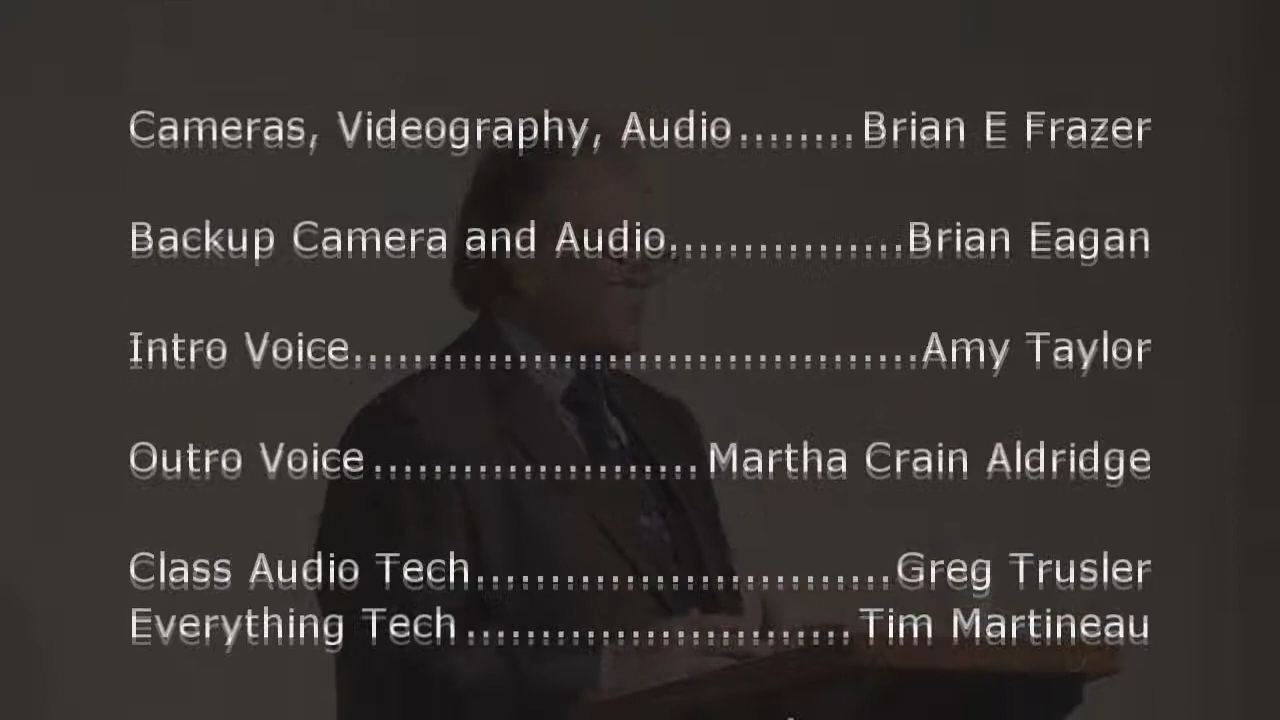 Cameras, Videography, Audio........Brian E Frazer
Backup Camera and Audio................Brian Eagan
Intro Voice......................................Amy Taylor
Outro Voice......................Martha Crain Aldridge
Class Audio Tech............................Greg Trusler
Everything Tech..........................Tim Martineau